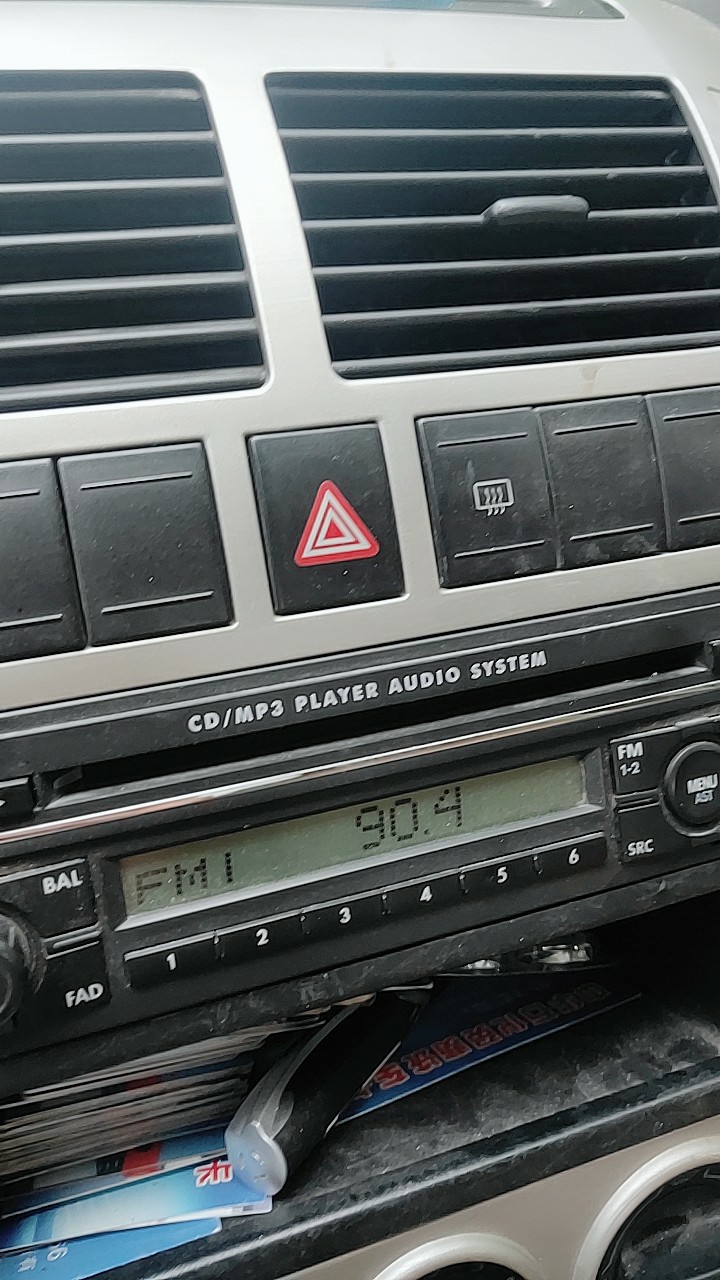 CD/MP3 PLAYER AUDIO SYSTEM
FM
1-2
MENU
AST
SRC
FM1 90.4
BAL
FAD
1 2 3 4 5 6